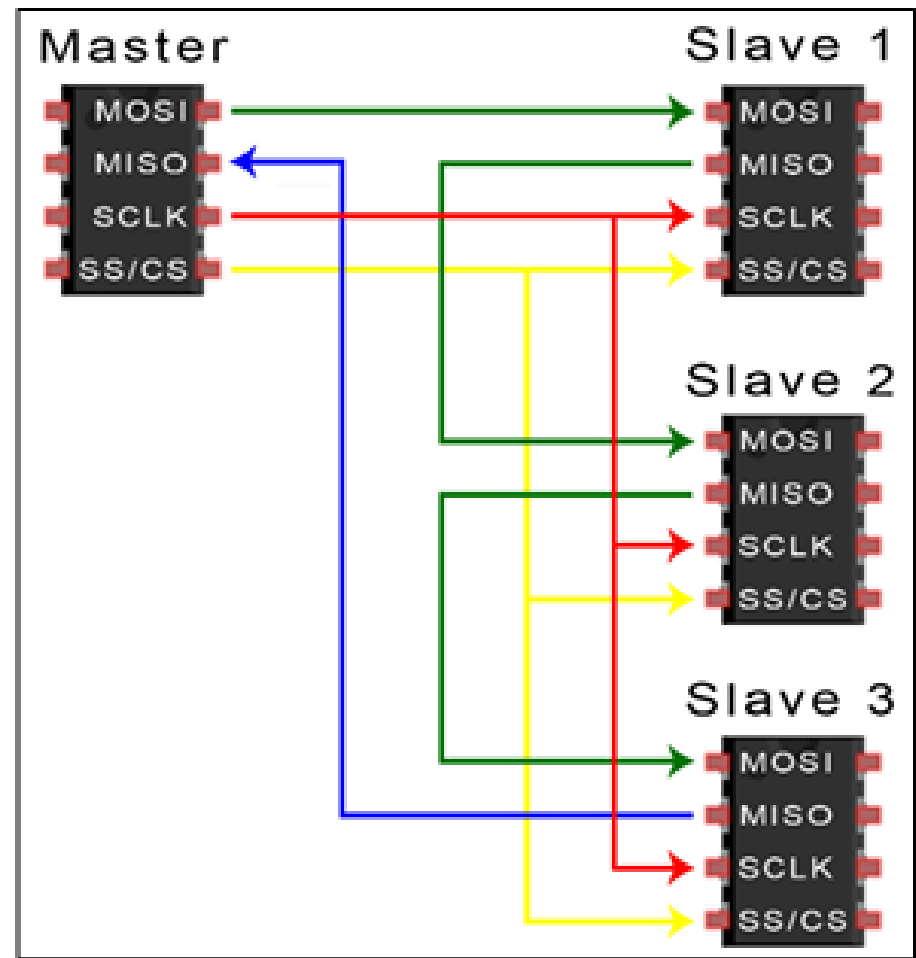 Master
MOSI
MISO
SCLK
SS/CS
Slave 1
MOSI
MISO
SCLK
SS/CS
Slave 2
MOSI
MISO
SCLK
SS/CS
Slave 3
MOSI
MISO
SCLK
SS/CS